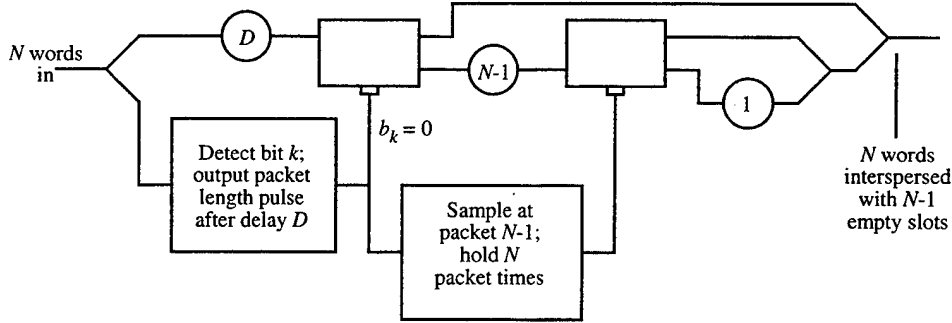 N words
in
D
N-1
1
b_k = 0
Detect bit k;
output packet
length pulse
after delay D
Sample at
packet N-1;
hold N
packet times
N words
interspersed
with N-1
empty slots